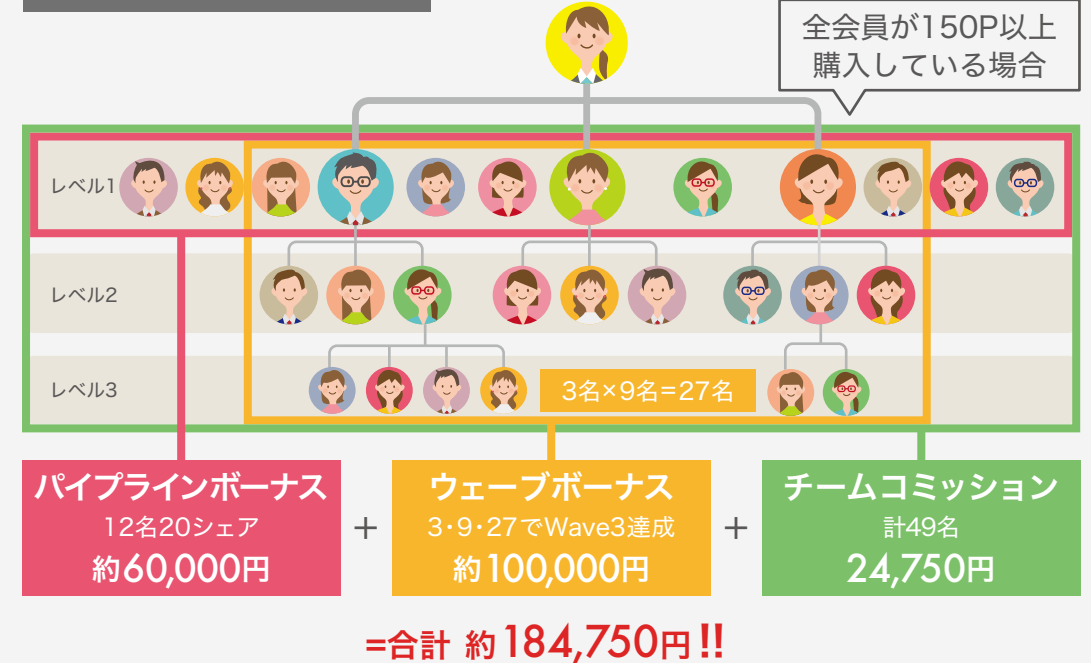 全会員が150P以上
購入している場合
レベル1
レベル2
レベル3
3名×9名=27名
パイプラインボーナス
12名20シェア
約60,000円
+
ウェーブボーナス
3・9・27でWave3達成
約100,000円
+
チームコミッション
計49名
24,750円
=合計 約184,750円!!